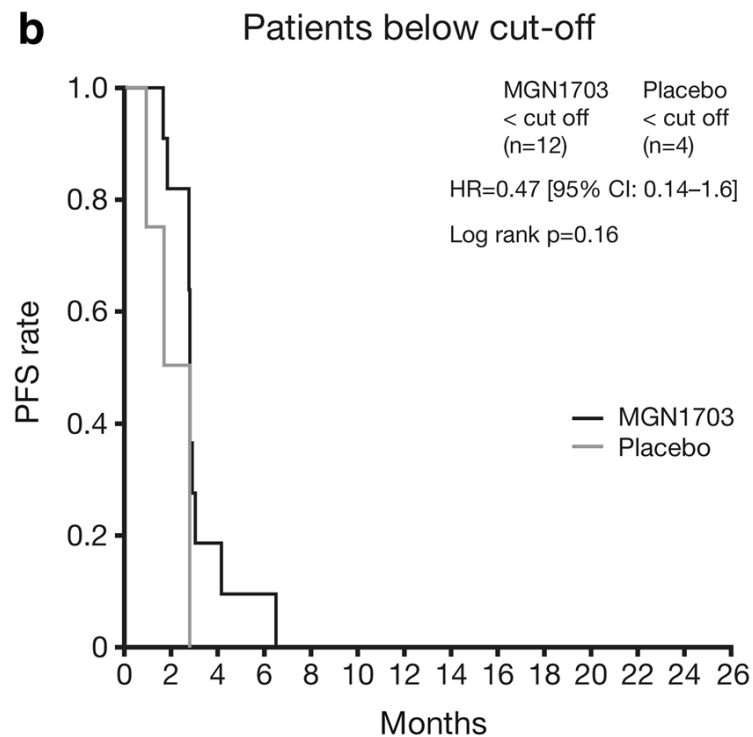 b
Patients below cut-off
MGN1703
< cut off
(n=12)
Placebo
< cut off
(n=4)
HR=0.47 [95% CI: 0.14–1.6]
Log rank p=0.16
MGN1703
Placebo
PFS rate
1.0
0.8
0.6
0.4
0.2
0
0 2 4 6 8 10 12 14 16 18 20 22 24 26
Months